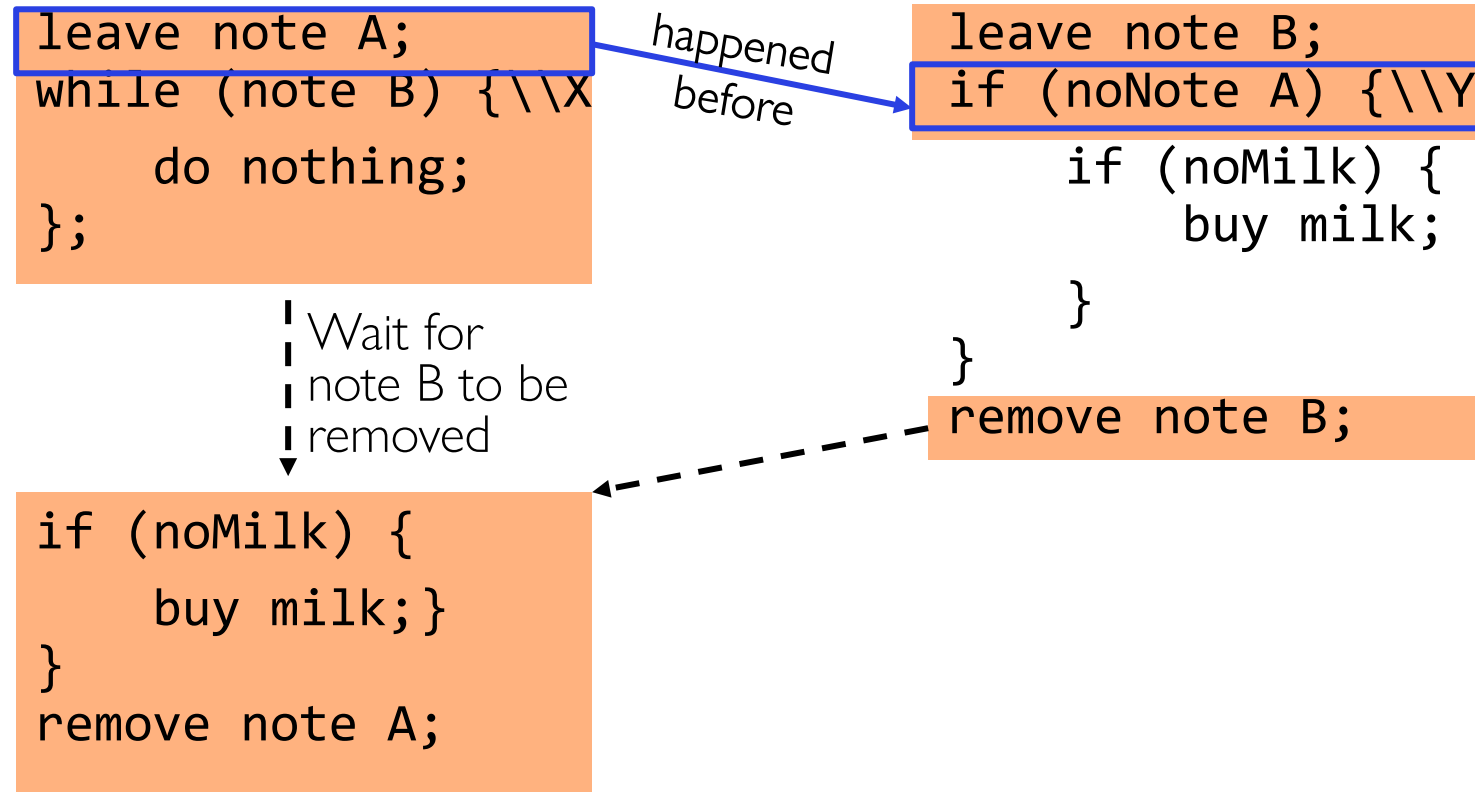 leave note A;
while (note B) {\\X
do nothing;
};
happened
before
leave note B;
if (noNote A) {\\Y
if (noMilk) {
buy milk;
}
}
remove note B;
Wait for
note B to be
removed
if (noMilk) {
buy milk;}
}
remove note A;